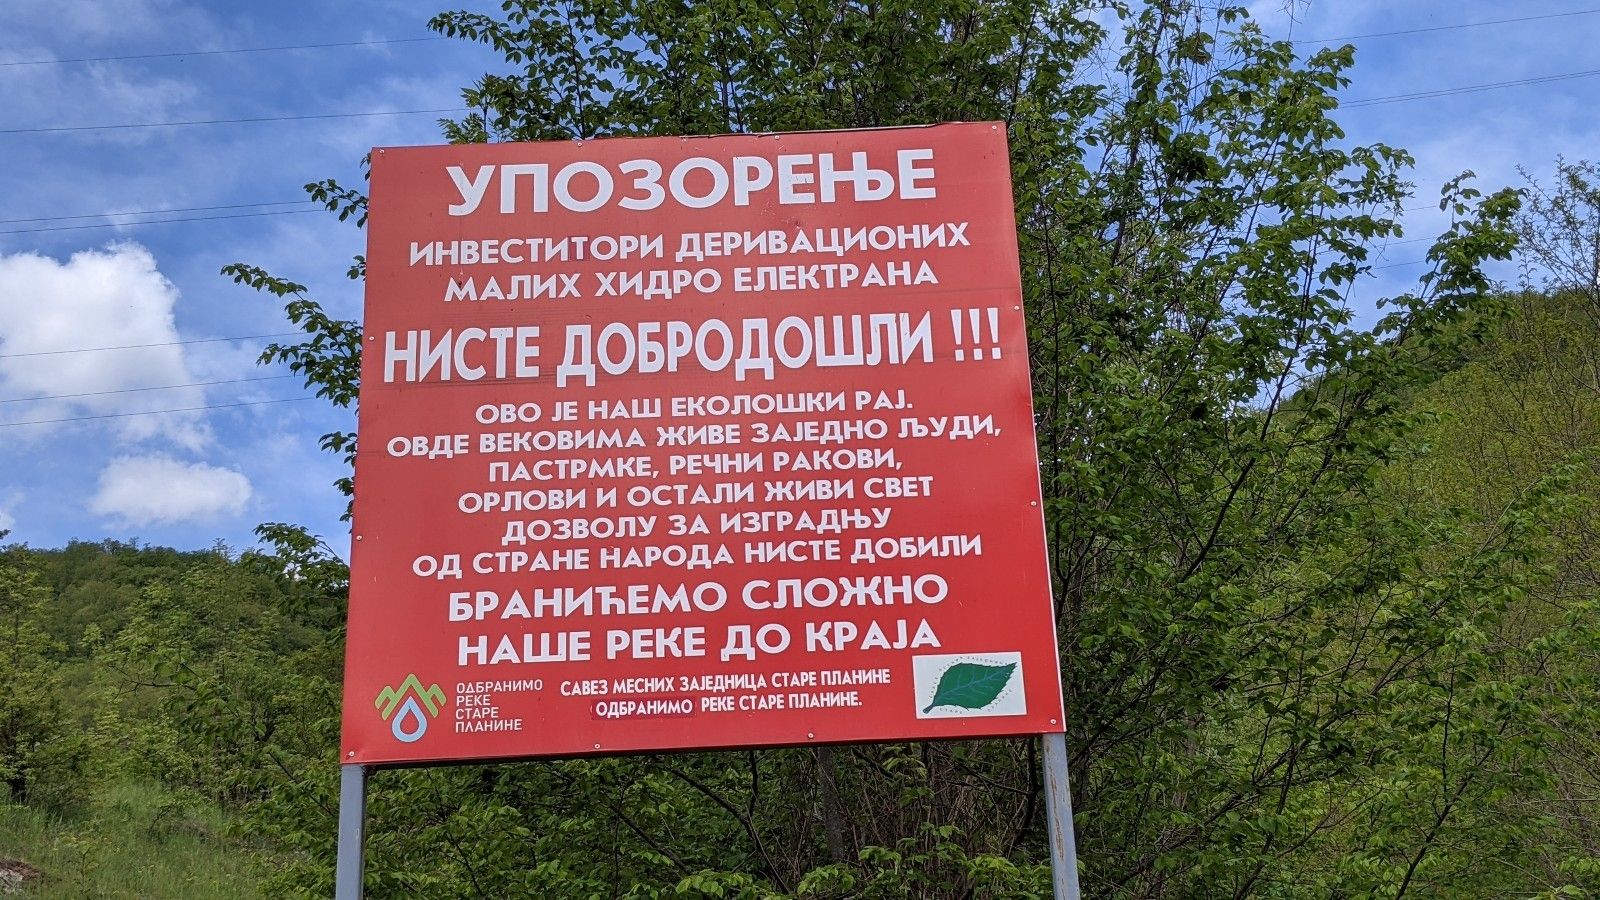 УПОЗОРЕЊЕ
ИНВЕСТИТОРИ ДЕРИВАЦИОНИХ
МАЛИХ ХИДРО ЕЛЕКТРАНА
НИСТЕ ДОБРОДОШЛИ !!!
ОВО ЈЕ НАШ ЕКОЛОШКИ РАЈ.
ОВДЕ ВЕКОВИМА ЖИВЕ ЗАЈЕДНО ЉУДИ,
ПАСТРМКЕ, РЕЧНИ РАКОВИ,
ОРЛОВИ И ОСТАЛИ ЖИВИ СВЕТ
ДОЗВОЛУ ЗА ИЗГРАДЊУ
ОД СТРАНЕ НАРОДА НИСТЕ ДОБИЛИ
БРАНИЋЕМО СЛОЖНО
НАШЕ РЕКЕ ДО КРАЈА
ОДБРАНИМО
РЕКЕ
СТАРЕ
ПЛАНИНЕ
САВЕЗ МЕСНИХ ЗАЈЕДНИЦА СТАРЕ ПЛАНИНЕ
ОДБРАНИМО РЕКЕ СТАРЕ ПЛАНИНЕ.